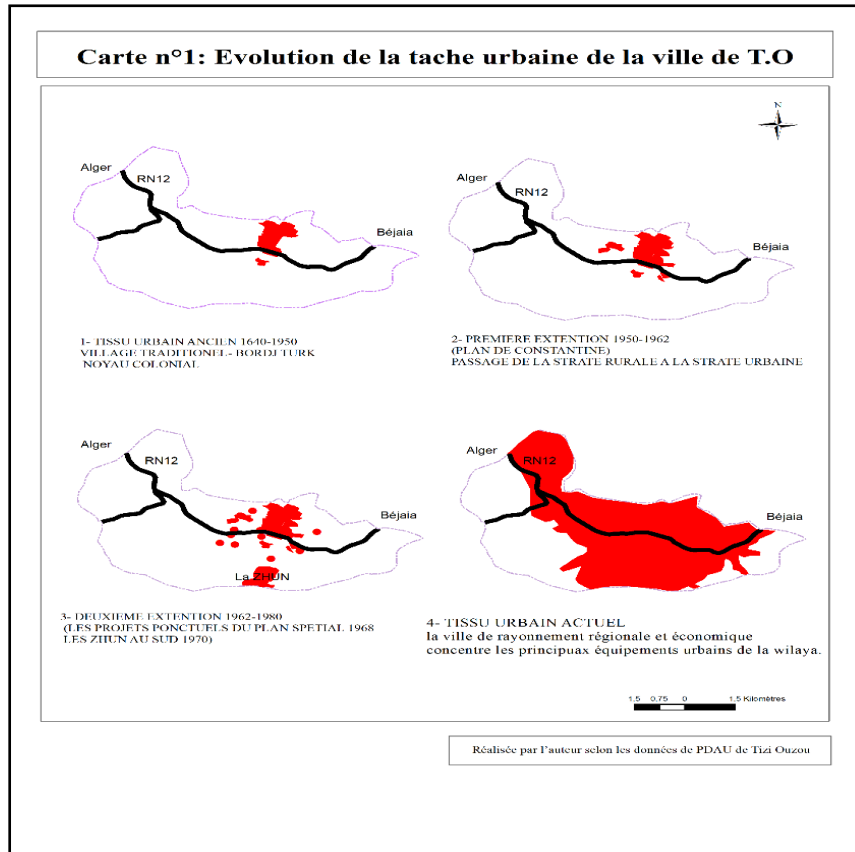 Carte n°1: Evolution de la tache urbaine de la ville de T.O
N
Alger
RN12
Béjaia
1- TISSU URBAIN ANCIEN 1640-1950
VILLAGE TRADITIONEL- BORDJ TURK
NOYAU COLONIAL
Alger
RN12
Béjaia
2- PREMIERE EXTENTION 1950-1962
(PLAN DE CONSTANTINE)
PASSAGE DE LA STRATE RURALE A LA STRATE URBAINE
Alger
RN12
Béjaia
La ZHUN
3- DEUXIEME EXTENTION 1962-1980
(LES PROJETS PONCTUELS DU PLAN SPETIAL 1968
LES ZHUN AU SUD 1970)
Alger
RN12
Béjaia
4- TISSU URBAIN ACTUEL
la ville de rayonnement régionale et économique
concentre les principuax équipements urbains de la wilaya.
1,5 0,75 0 1,5 Kilomètres
Réalisée par l'auteur selon les données de PDAU de Tizi Ouzou